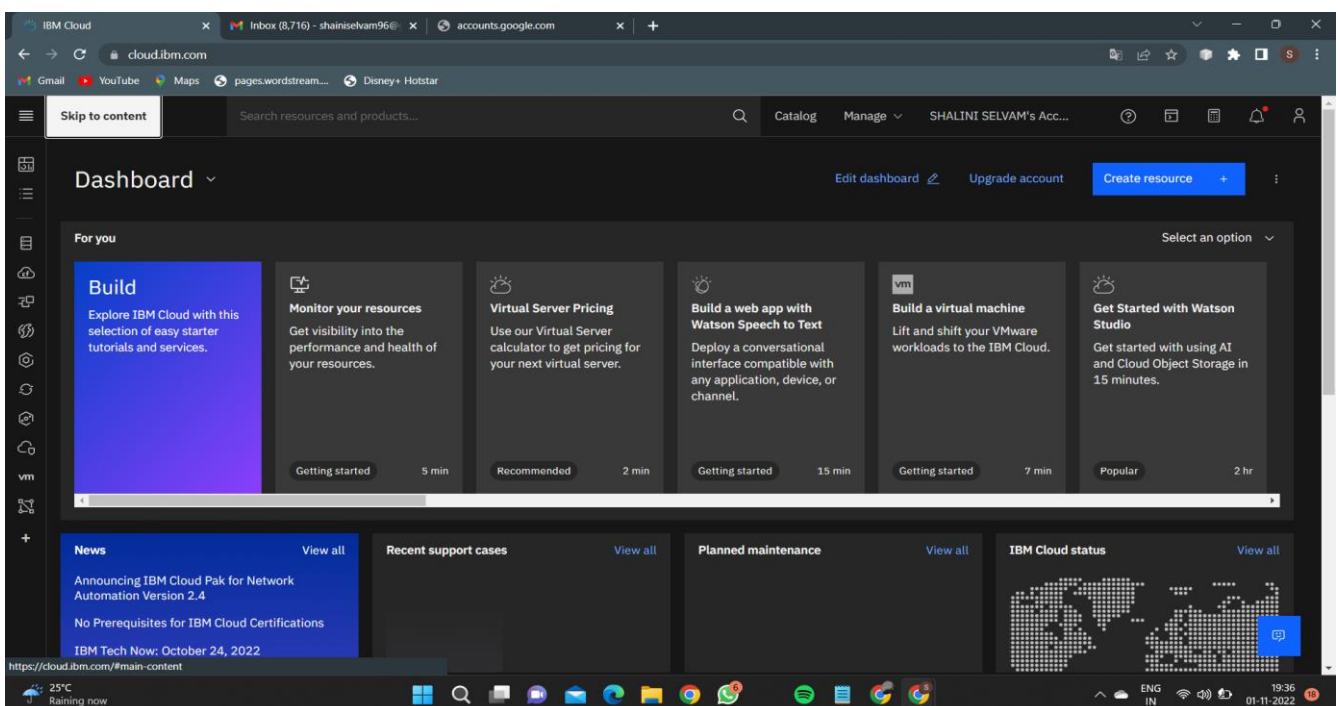 IBM Cloud
Inbox (8,716) - shainiselvam96@
accounts.google.com
cloud.ibm.com
S
Gmail YouTube Maps pages.wordstream.... Disney+ Hotstar
Skip to content
Search resources and products...
Catalog
Manage
SHALINI SELVAM's Acc...
Dashboard
Edit dashboard
Upgrade account
Create resource +
For you
Select an option
Build
Explore IBM Cloud with this
selection of easy starter
tutorials and services.
Monitor your resources
Get visibility into the
performance and health of
your resources.
Getting started 5 min
Virtual Server Pricing
Use our Virtual Server
calculator to get pricing for
your next virtual server.
Recommended 2 min
Build a web app with
Watson Speech to Text
Deploy a conversational
interface compatible with
any application, device, or
channel.
Getting started 15 min
vm
Build a virtual machine
Lift and shift your VMware
workloads to the IBM Cloud.
Getting started 7 min
Get Started with Watson
Studio
Get started with using AI
and Cloud Object Storage in
15 minutes.
Popular 2 hr
vm
News View all
Announcing IBM Cloud Pak for Network
Automation Version 2.4
No Prerequisites for IBM Cloud Certifications
IBM Tech Now: October 24, 2022
Recent support cases View all
Planned maintenance View all
IBM Cloud status View all
https://cloud.ibm.com/#main-content
25°C
Raining now
6
S
ENG
IN
19:36
01-11-2022
18